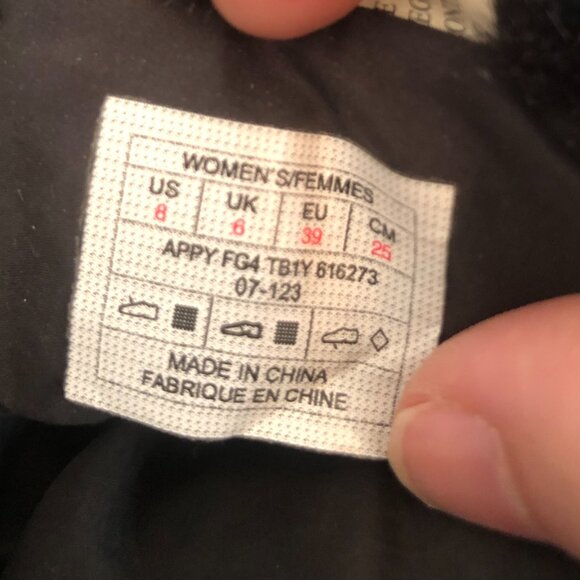 WOMEN'S/FEMMES
US UK EU CM
8 6 39 25
APPY FG4 TB1Y 616273
07-123
MADE IN CHINA
FABRIQUE EN CHINE